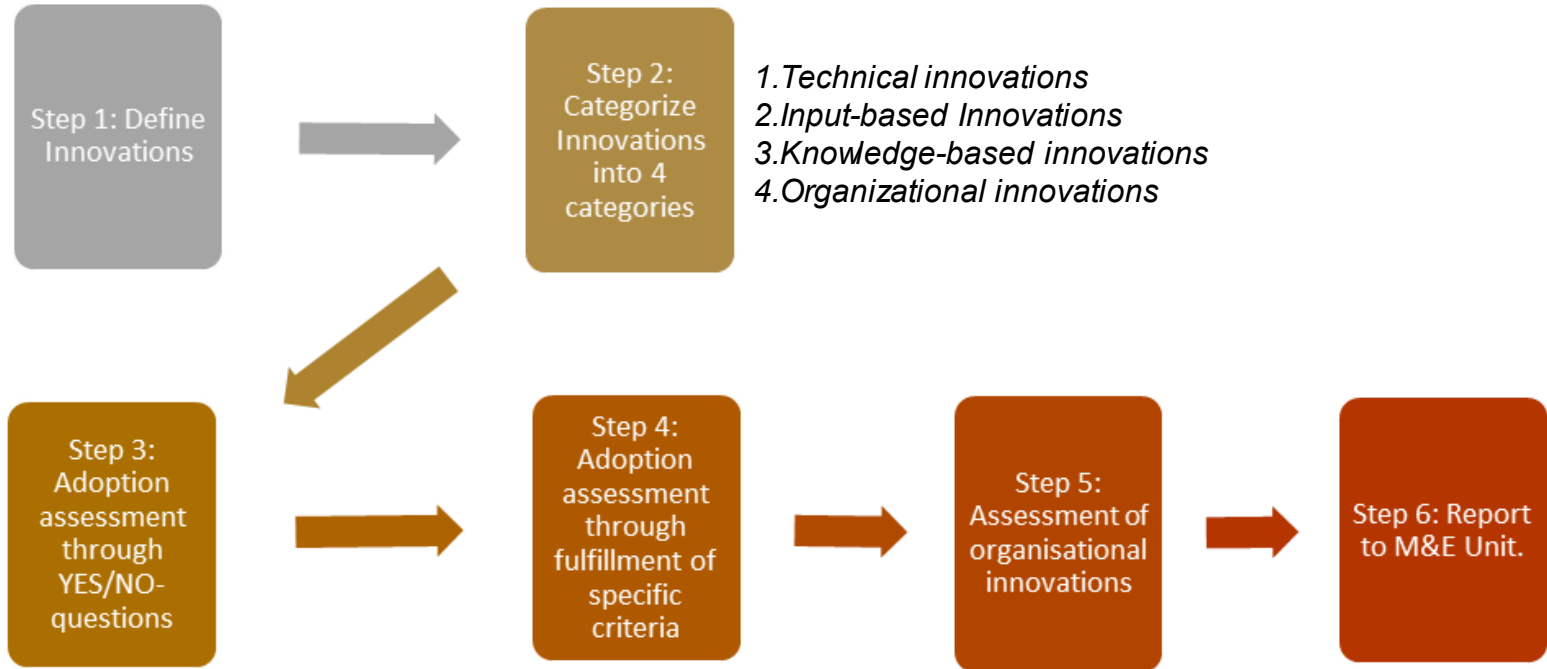 Step 1: Define
Innovations
Step 2:
Categorize
Innovations
into 4
categories
1.Technical innovations
2.Input-based Innovations
3.Knowledge-based innovations
4.Organizational innovations
Step 3:
Adoption
assessment
through
YES/NO-
questions
Step 4:
Adoption
assessment
through
fulfillment of
specific
criteria
Step 5:
Assessment of
organisational
innovations
Step 6: Report
to M&E Unit.